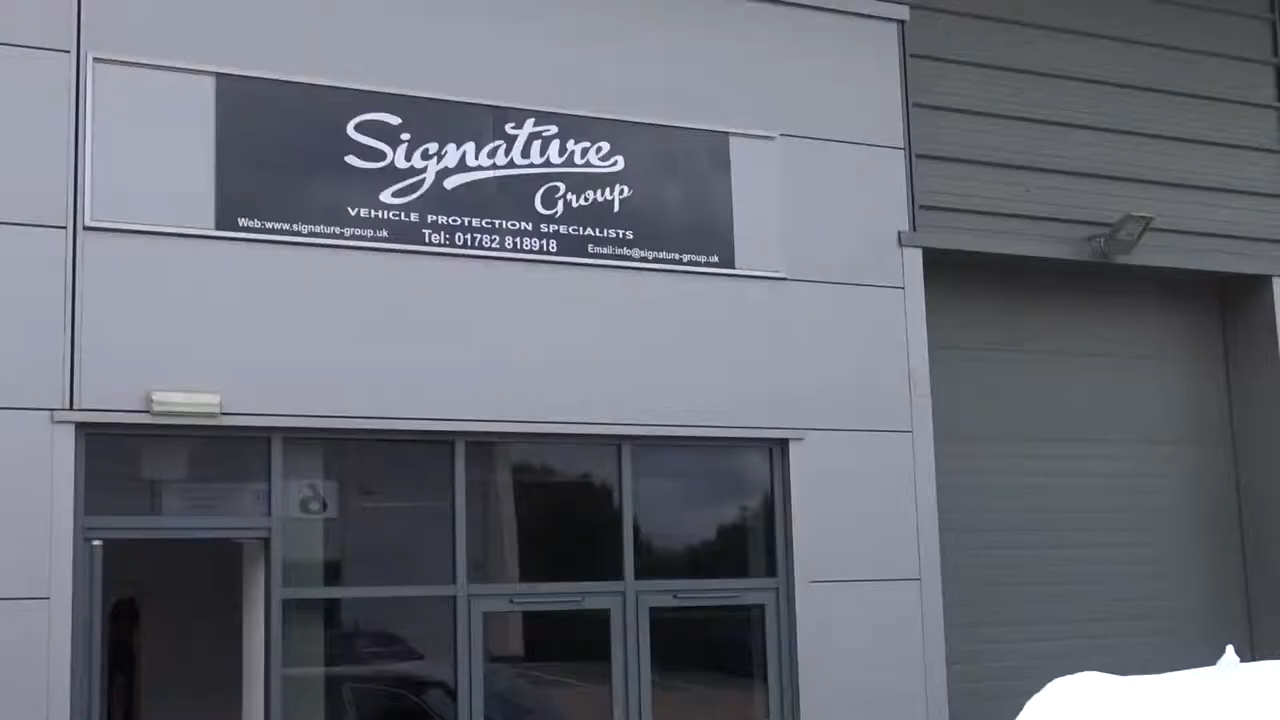 Signature
Group
VEHICLE PROTECTION SPECIALISTS
Web:www.signature-group.uk
Tel: 01782 818918
Email:info@signature-group.uk